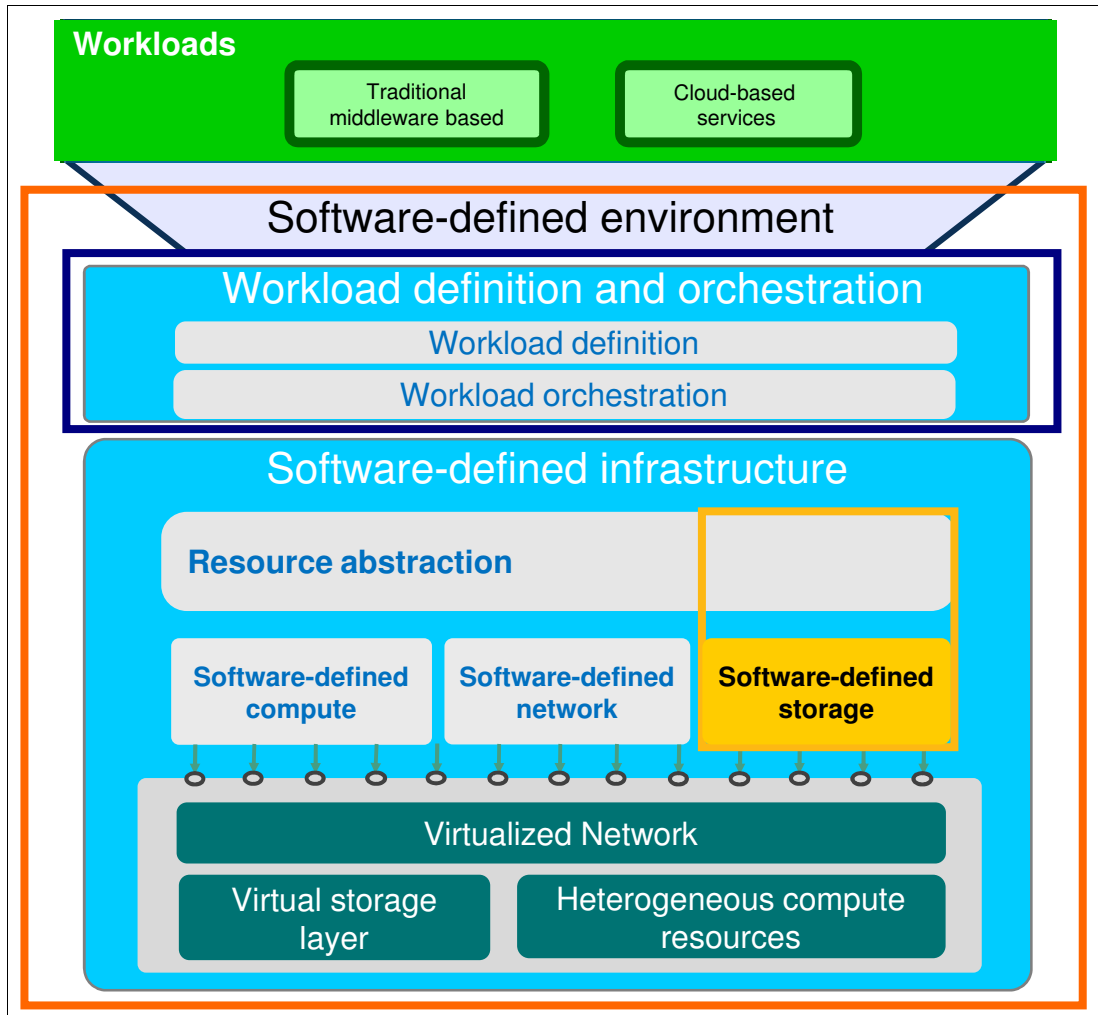 Workloads
Traditional
middleware based
Cloud-based
services
Software-defined environment
Workload definition and orchestration
Workload definition
Workload orchestration
Software-defined infrastructure
Resource abstraction
Software-defined
compute
Software-defined
network
Software-defined
storage
Virtualized Network
Virtual storage
layer
Heterogeneous compute
resources